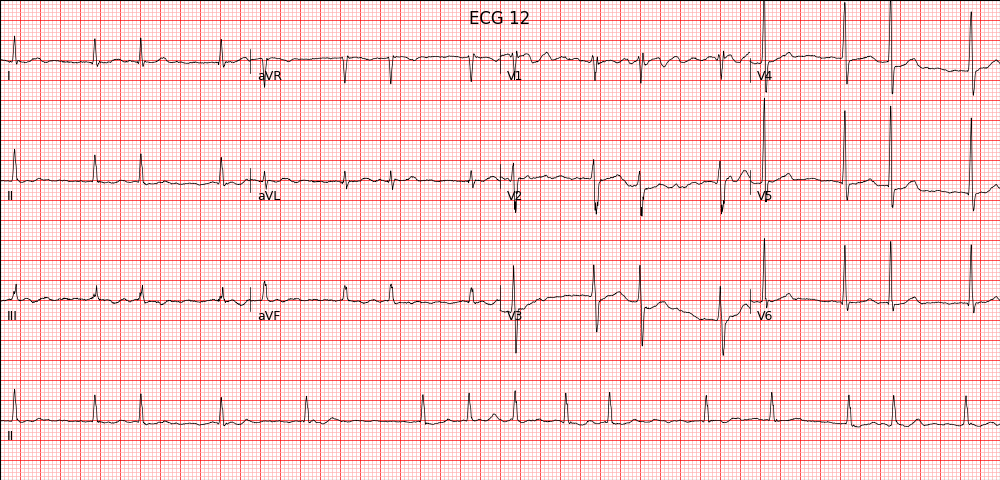 ECG 12
I aVR V1 V4
II aVL V2 V5
III aVF V3 V6
II